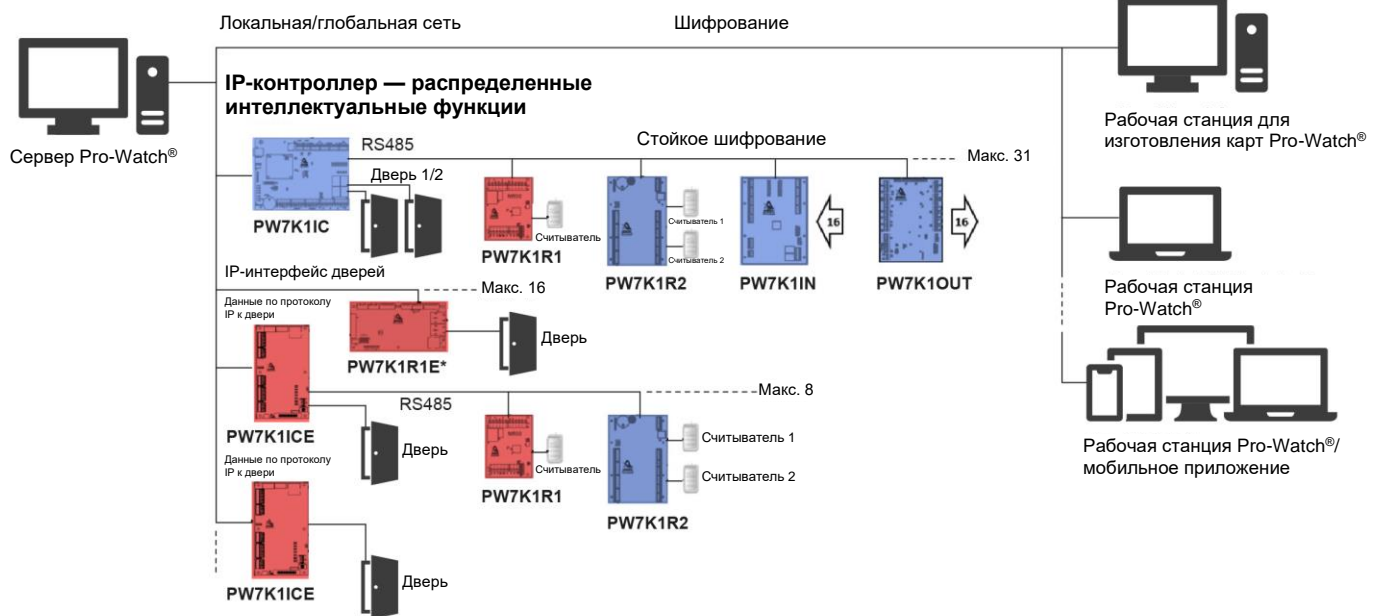 Локальная/глобальная сеть
Шифрование
IP-контроллер — распределенные
интеллектуальные функции
Сервер Pro-Watch®
RS485
Стойкое шифрование
Макс. 31
Дверь 1/2
PW7K1IC
Считыватель
PW7K1R1
Считыватель 1
Считыватель 2
PW7K1R2
16
PW7K1IN
16
PW7K1OUT
IP-интерфейс дверей
Макс. 16
Данные по протоколу
IP к двери
Дверь
PW7K1R1E*
PW7K1ICE
RS485
Макс. 8
Дверь
Считыватель
PW7K1R1
Считыватель 1
Считыватель 2
PW7K1R2
Данные по протоколу
IP к двери
PW7K1ICE
Дверь
Рабочая станция для
изготовления карт Pro-Watch®
Рабочая станция
Pro-Watch®
Рабочая станция Pro-Watch®/
мобильное приложение